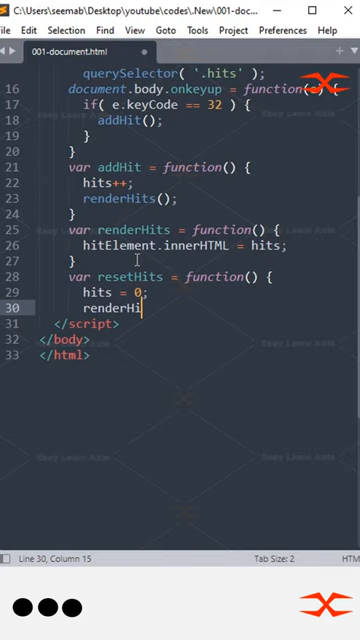 C:\Users\seemab\Desktop\youtube\codes\.New\001-docume
File Edit Selection Find View Goto Tools Project Preferences Help
001-document.html
querySelector( '.hits' );
16 document.body.onkeyup = function(e) {
17 if( e.keyCode == 32 ) {
18 addHit();
19 }
20 }
21 var addHit = function() {
22 hits++;
23 renderHits();
24 }
25 var renderHits = function() {
26 hitElement.innerHTML = hits;
27 }
28 var resetHits = function() {
29 hits = 0;
30 renderHi
31 </script>
32 </body>
33 </html>
Line 30, Column 15 Tab Size: 2 HTM